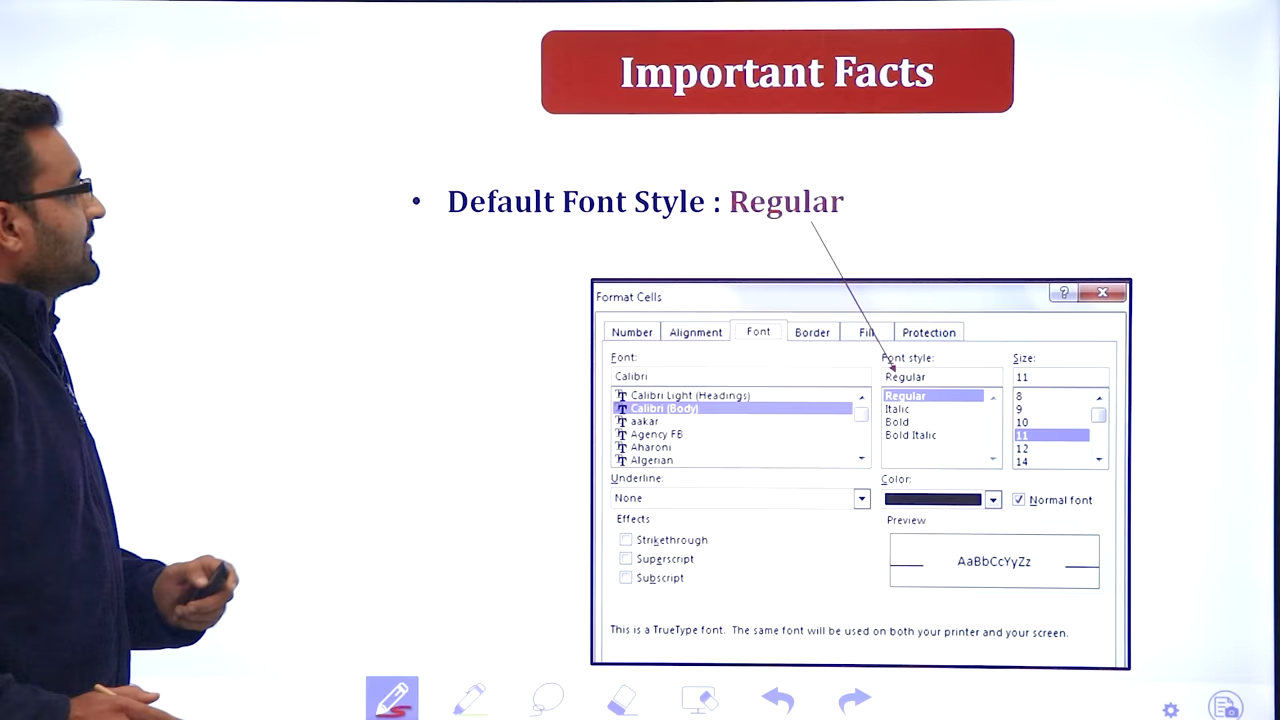 Important Facts
• Default Font Style : Regular
Format Cells
?
Number Alignment Font Border Fill Protection
Font: Font style: Size:
Calibri Regular 11
Calibri Light (Headings) Regular 8
Calibri (Body) Italic 9
aakar Bold 10
Agency FB Bold Italic 11
Aharoni 12
Algerian 14
Underline: Color:
None Normal font
Effects Preview
Strikethrough
Superscript AaBbCcYyZz
Subscript
This is a TrueType font. The same font will be used on both your printer and your screen.